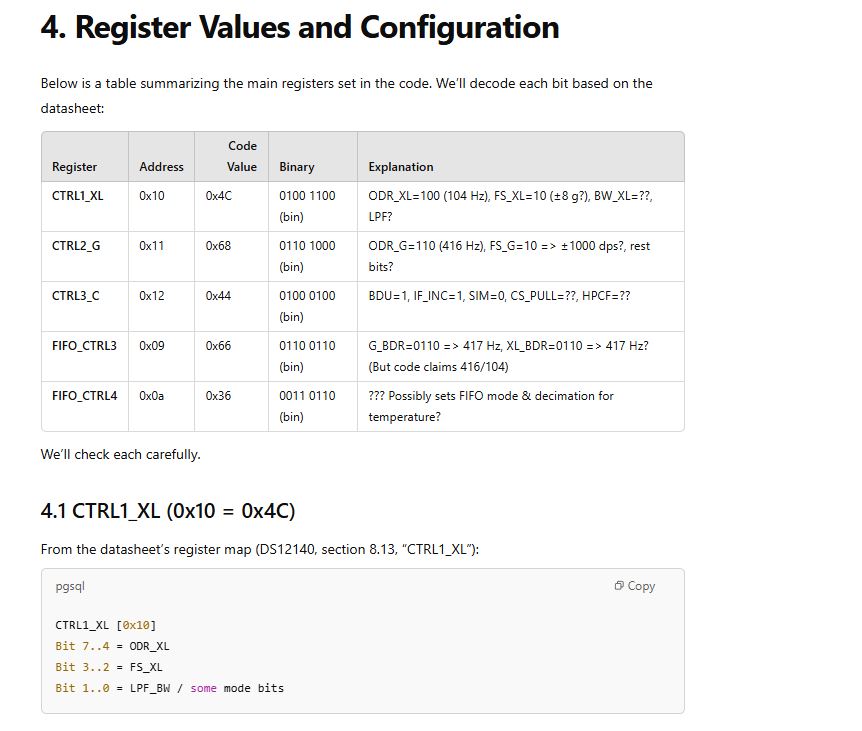 4. Register Values and Configuration
Below is a table summarizing the main registers set in the code. We'll decode each bit based on the
datasheet:
Register Address Code Value Binary Explanation
CTRL1_XL 0x10 0x4C 0100 1100 (bin) ODR_XL=100 (104 Hz), FS_XL=10 (±8 g?), BW_XL=??, LPF?
CTRL2_G 0x11 0x68 0110 1000 (bin) ODR_G=110 (416 Hz), FS_G=10 => ±1000 dps?, rest bits?
CTRL3_C 0x12 0x44 0100 0100 (bin) BDU=1, IF_INC=1, SIM=0, CS_PULL=??, HPCF=??
FIFO_CTRL3 0x09 0x66 0110 0110 (bin) G_BDR=0110 => 417 Hz, XL_BDR=0110 => 417 Hz? (But code claims 416/104)
FIFO_CTRL4 0x0a 0x36 0011 0110 (bin) ??? Possibly sets FIFO mode & decimation for temperature?
We'll check each carefully.
4.1 CTRL1_XL (0x10 = 0x4C)
From the datasheet's register map (DS12140, section 8.13, "CTRL1_XL"):
pgsql Copy
CTRL1_XL [0x10]
Bit 7..4 = ODR_XL
Bit 3..2 = FS_XL
Bit 1..0 = LPF_BW / some mode bits